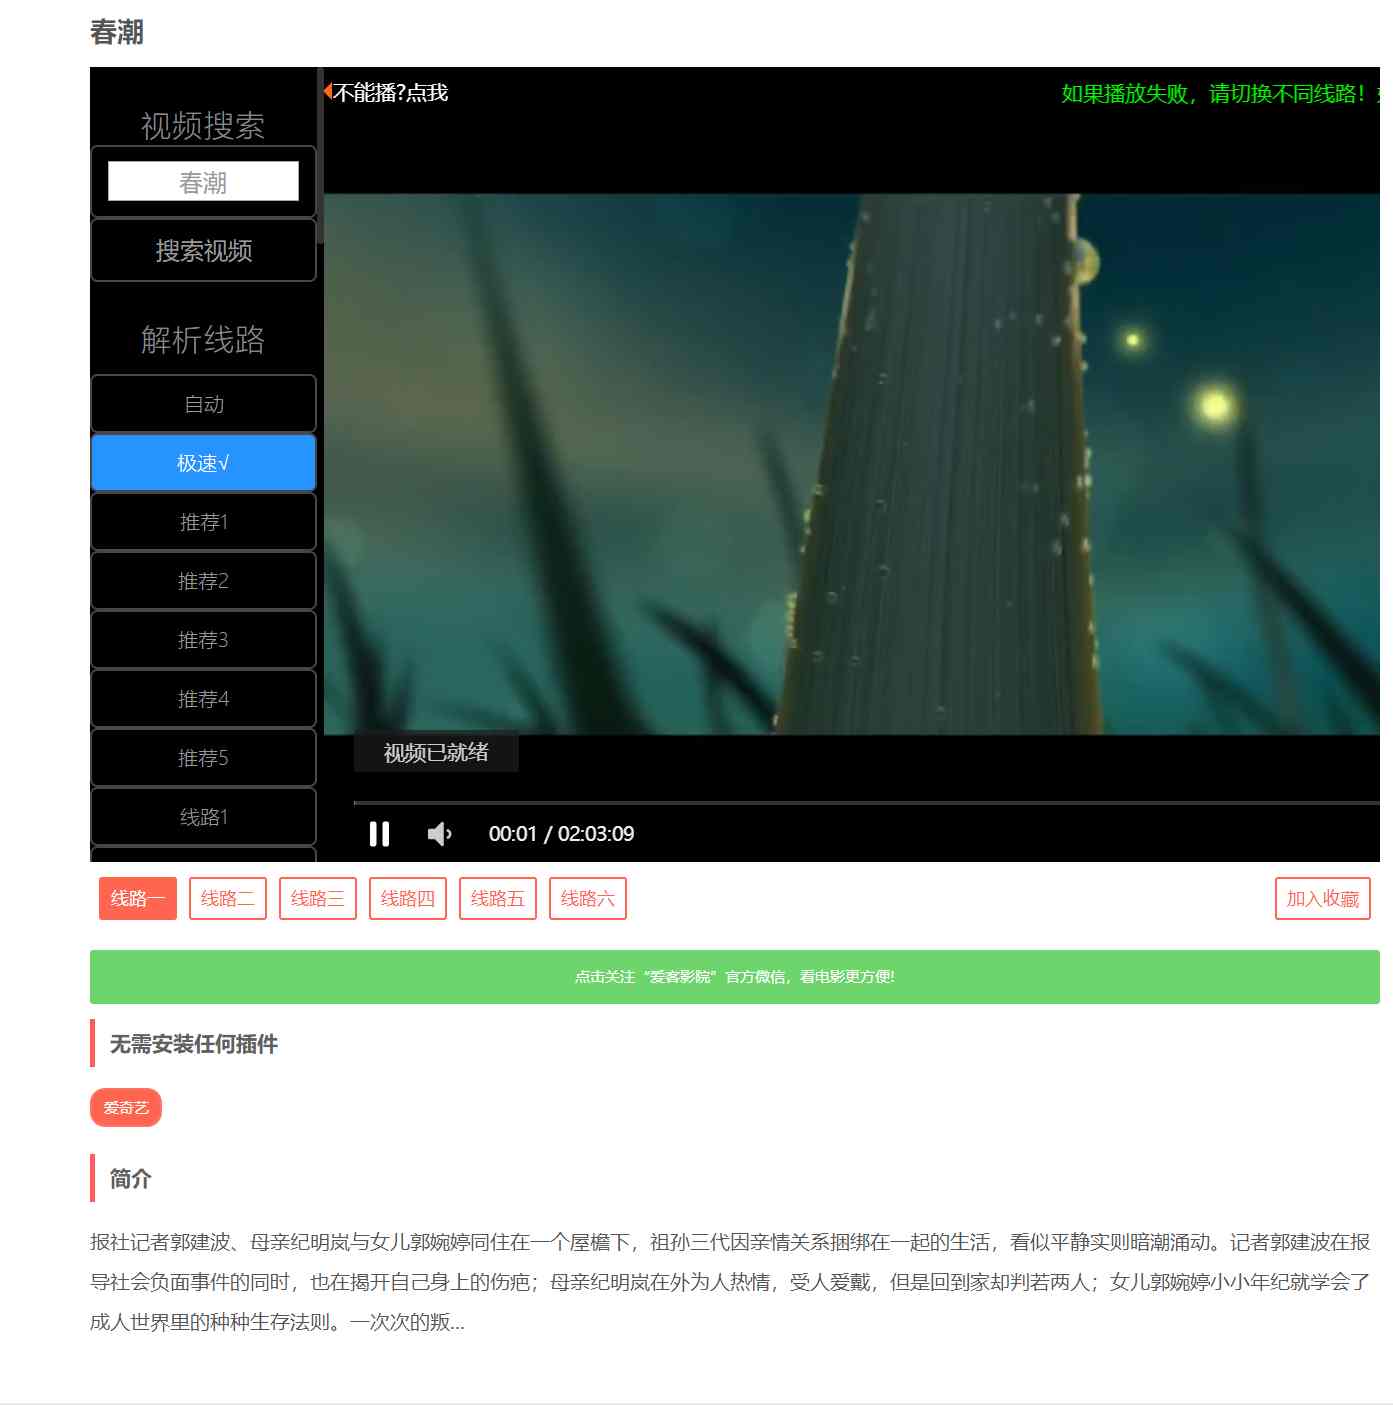 春潮
视频搜索
春潮
搜索视频
解析线路
自动
极速√
推荐1
推荐2
推荐3
推荐4
推荐5
线路1
不能播?点我
如果播放失败，请切换不同线路！
视频已就绪
00:01 / 02:03:09
线路一 线路二 线路三 线路四 线路五 线路六 加入收藏
点击关注“爱客影院”官方微信，看电影更方便!
无需安装任何插件
爱奇艺
简介
报社记者郭建波、母亲纪明岚与女儿郭婉婷同住在一个屋檐下，祖孙三代因亲情关系捆绑在一起的生活，看似平静实则暗潮涌动。记者郭建波在报
导社会负面事件的同时，也在揭开自己身上的伤疤；母亲纪明岚在外为人热情，受人爱戴，但是回到家却判若两人；女儿郭婉婷小小年纪就学会了
成人世界里的种种生存法则。一次次的叛...